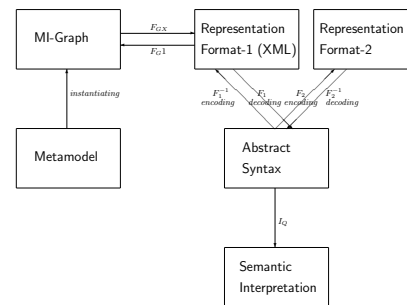 MI-Graph
F_GX
F_G1
Representation
Format-1 (XML)
Representation
Format-2
instantiating
F_1^{-1}
encoding
F_1
decoding
F_2
encoding
F_2^{-1}
decoding
Metamodel
Abstract
Syntax
I_Q
Semantic
Interpretation